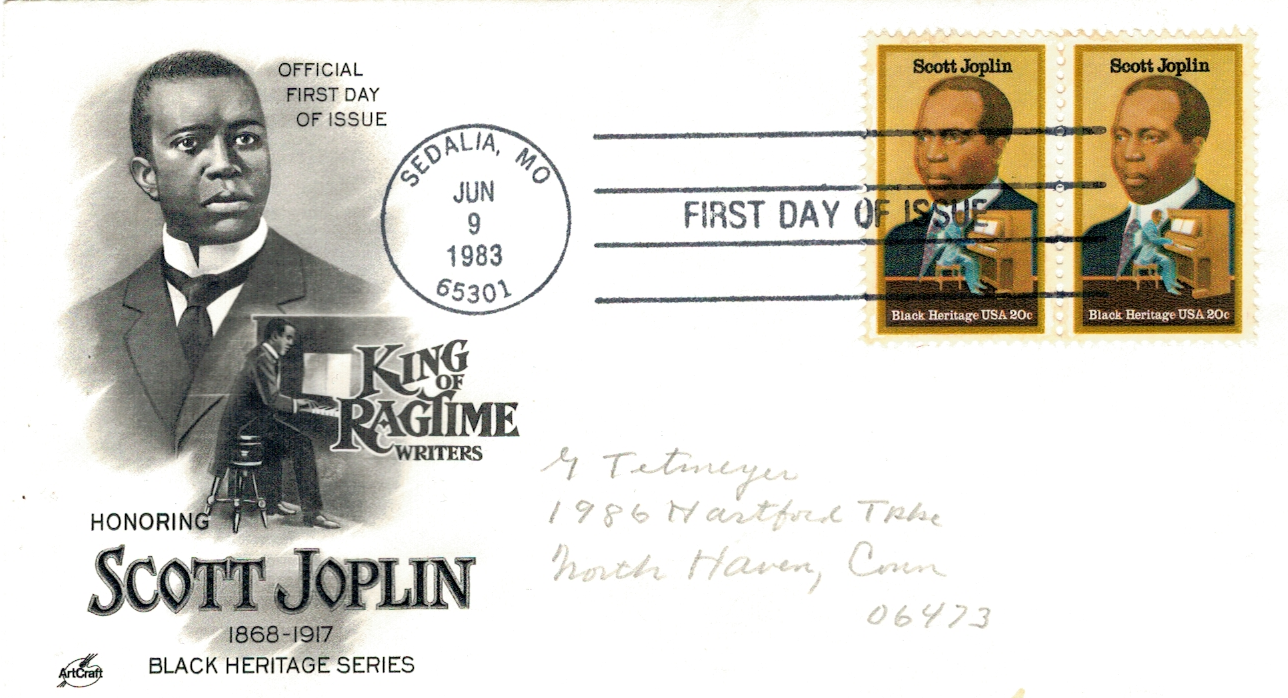 OFFICIAL
FIRST DAY
OF ISSUE
SEDALIA, MO
JUN
9
1983
65301
FIRST DAY OF ISSUE
Scott Joplin
Black Heritage USA 20c
Scott Joplin
Black Heritage USA 20c
KING
OF
RAGTIME
WRITERS
HONORING
SCOTT JOPLIN
1868-1917
BLACK HERITAGE SERIES
ArtCraft
G Tetmeyer
1986 Hartford Tpke
North Haven, Conn
06473